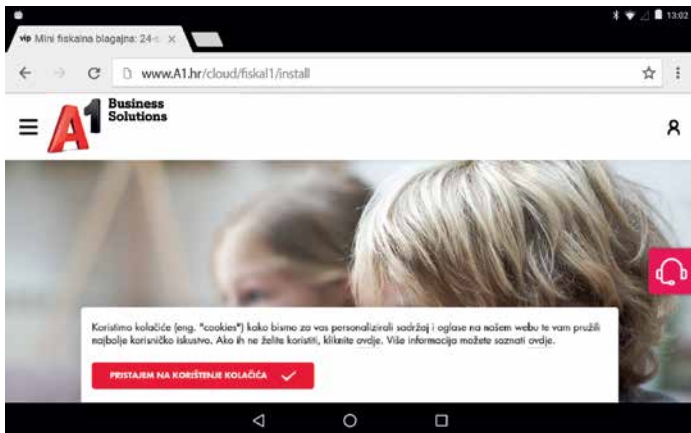 13:02
vip Mini fiskalna blagajna: 24-s
www.A1.hr/cloud/fiskal1/install
A1 Business
Solutions
Koristimo kolačiće (eng. "cookies") kako bismo za vas personalizirali sadržaj i oglase na našem webu te vam pružili
najbolje korisničko iskustvo. Ako ih ne želite koristiti, kliknite ovdje. Više informacija možete saznati ovdje.
PRISTAJEM NA KORIŠTENJE KOLAČIĆA